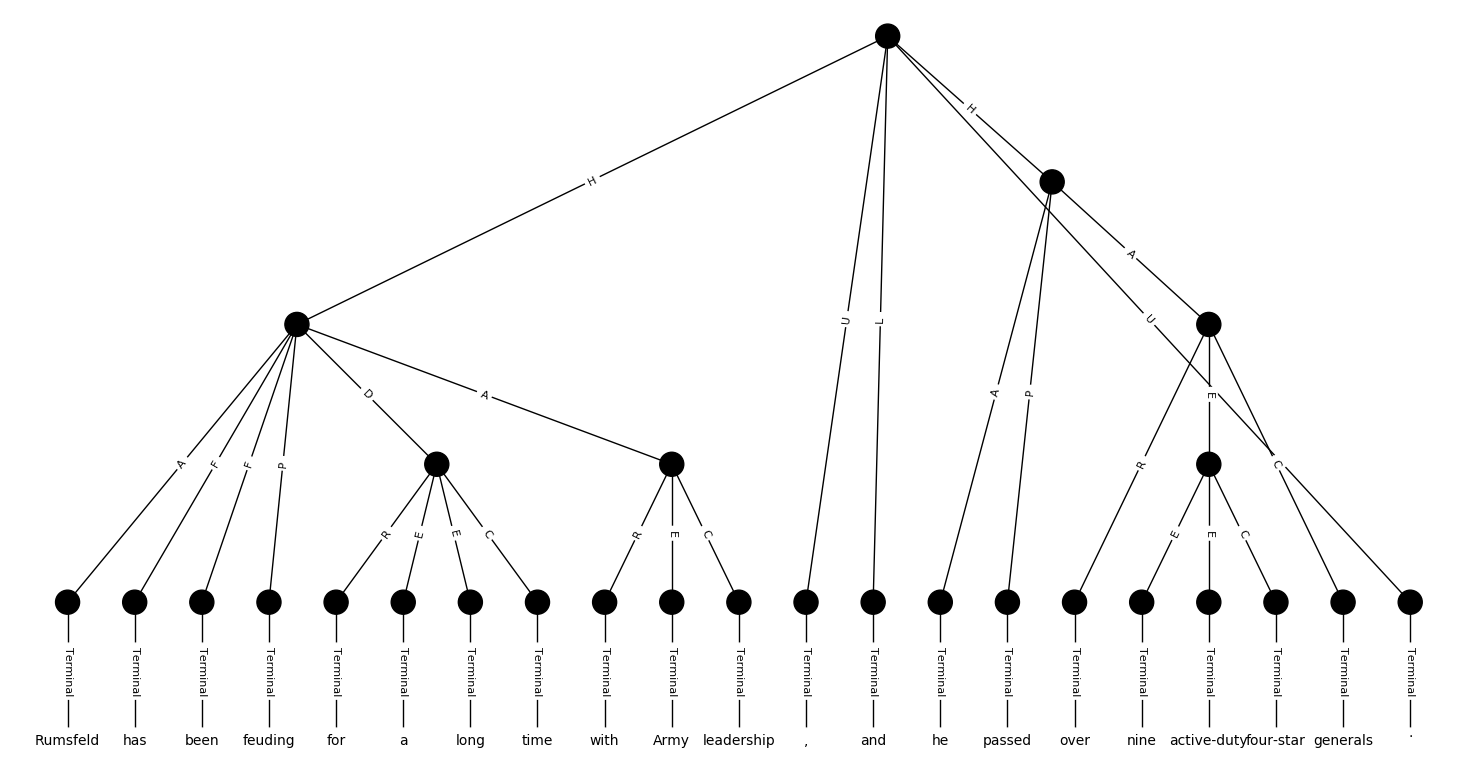 H
H
A
U
L
U
A
P
D
A
E
A
F
F
P
R
E
C
R
E
E
C
R
E
C
E
E
C
Terminal Terminal Terminal Terminal Terminal Terminal Terminal Terminal Terminal Terminal Terminal Terminal Terminal Terminal Terminal Terminal Terminal Terminal Terminal Terminal Terminal
Rumsfeld has been feuding for a long time with Army leadership , and he passed over nine active-duty four-star generals .